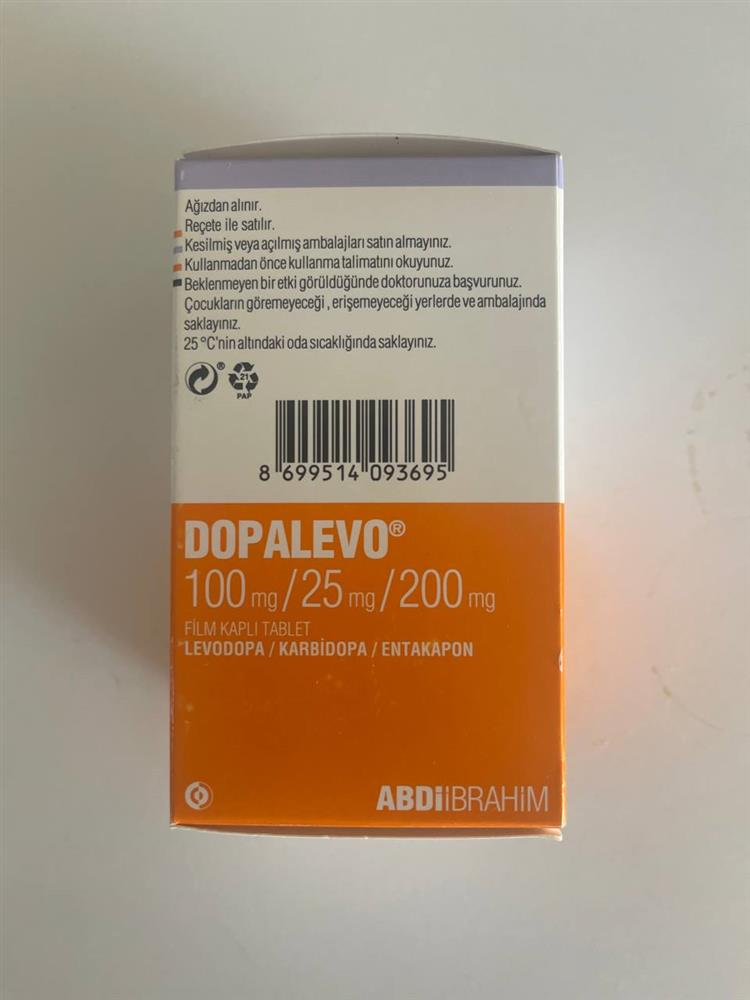 Ağızdan alınır.
Reçete ile satılır.
Kesilmiş veya açılmış ambalajları satın almayınız.
Kullanmadan önce kullanma talimatını okuyunuz.
Beklenmeyen bir etki görüldüğünde doktorunuza başvurunuz.
Çocukların göremeyeceği, erişemeyeceği yerlerde ve ambalajında
saklayınız.
25 °C'nin altındaki oda sıcaklığında saklayınız.
®
21
PAP
8 699514 093695
DOPALEVO®
100 mg / 25 mg / 200 mg
FİLM KAPLI TABLET
LEVODOPA / KARBİDOPA / ENTAKAPON
ABDİİBRAHİM